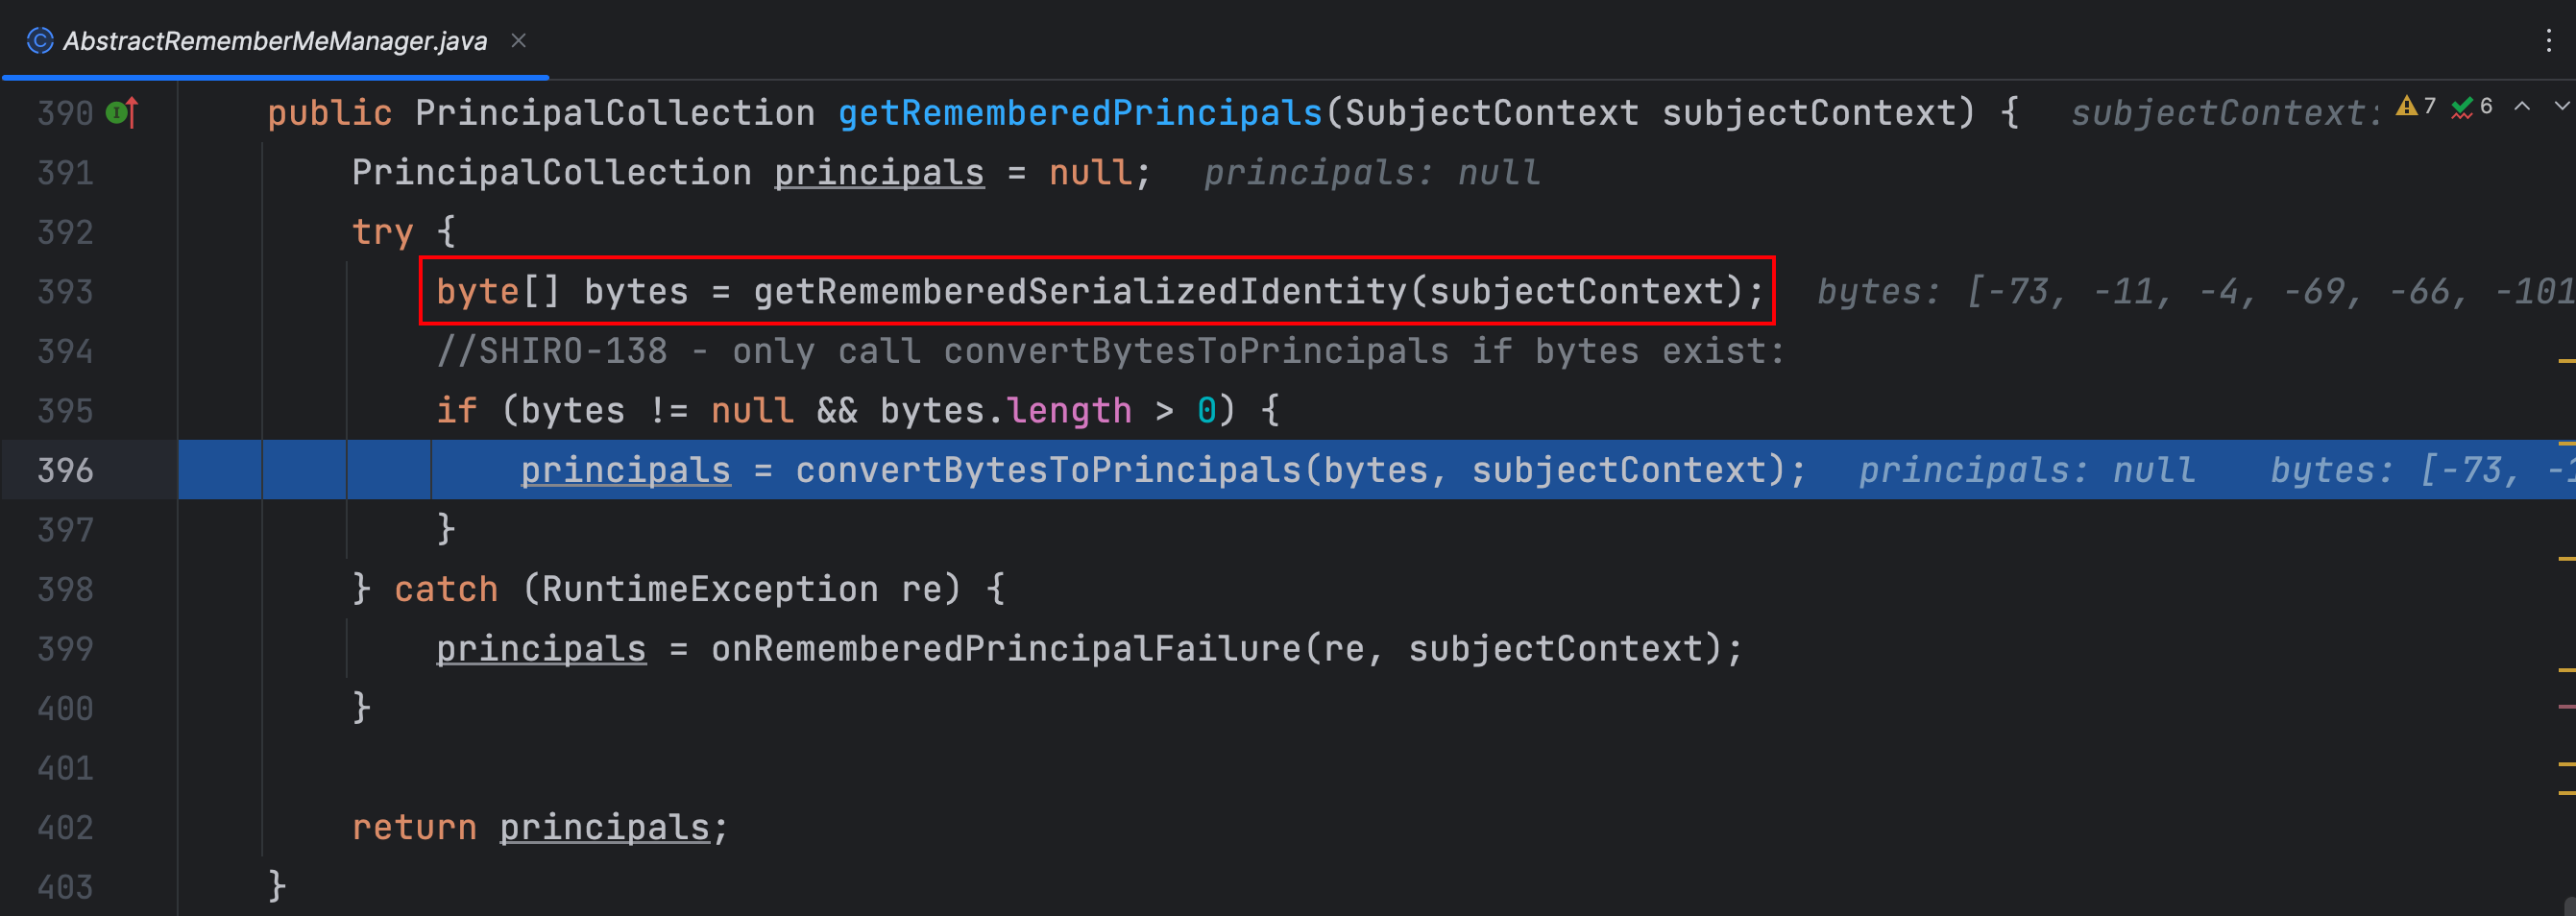 AbstractRememberMeManager.java
390 public PrincipalCollection getRememberedPrincipals(SubjectContext subjectContext) { subjectContext: 7 6
391 PrincipalCollection principals = null; principals: null
392 try {
393 byte[] bytes = getRememberedSerializedIdentity(subjectContext); bytes: [-73, -11, -4, -69, -66, -101
394 //SHIRO-138 - only call convertBytesToPrincipals if bytes exist:
395 if (bytes != null && bytes.length > 0) {
396 principals = convertBytesToPrincipals(bytes, subjectContext); principals: null bytes: [-73, -1
397 }
398 } catch (RuntimeException re) {
399 principals = onRememberedPrincipalFailure(re, subjectContext);
400 }
401
402 return principals;
403 }